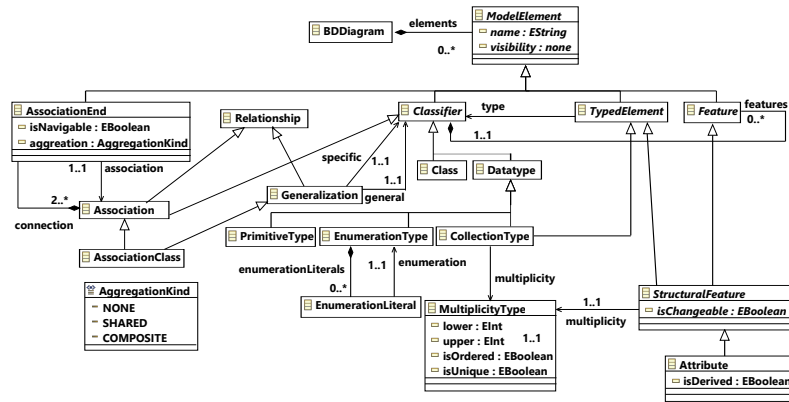 ModelElement
name : EString
visibility : none
BDDiagram
elements
0..*
AssociationEnd
isNavigable : EBoolean
aggreation : AggregationKind
Relationship
Classifier
type
TypedElement
Feature
features
0..*
1..1
1..1
association
specific
1..1
Class
Datatype
2..*
Association
connection
Generalization
1..1
general
AssociationClass
PrimitiveType
EnumerationType
CollectionType
enumerationLiterals
1..1
enumeration
multiplicity
0..*
EnumerationLiteral
AggregationKind
NONE
SHARED
COMPOSITE
MultiplicityType
lower : EInt
upper : EInt
1..1
isOrdered : EBoolean
isUnique : EBoolean
1..1
multiplicity
StructuralFeature
isChangeable : EBoolean
Attribute
isDerived : EBoolean